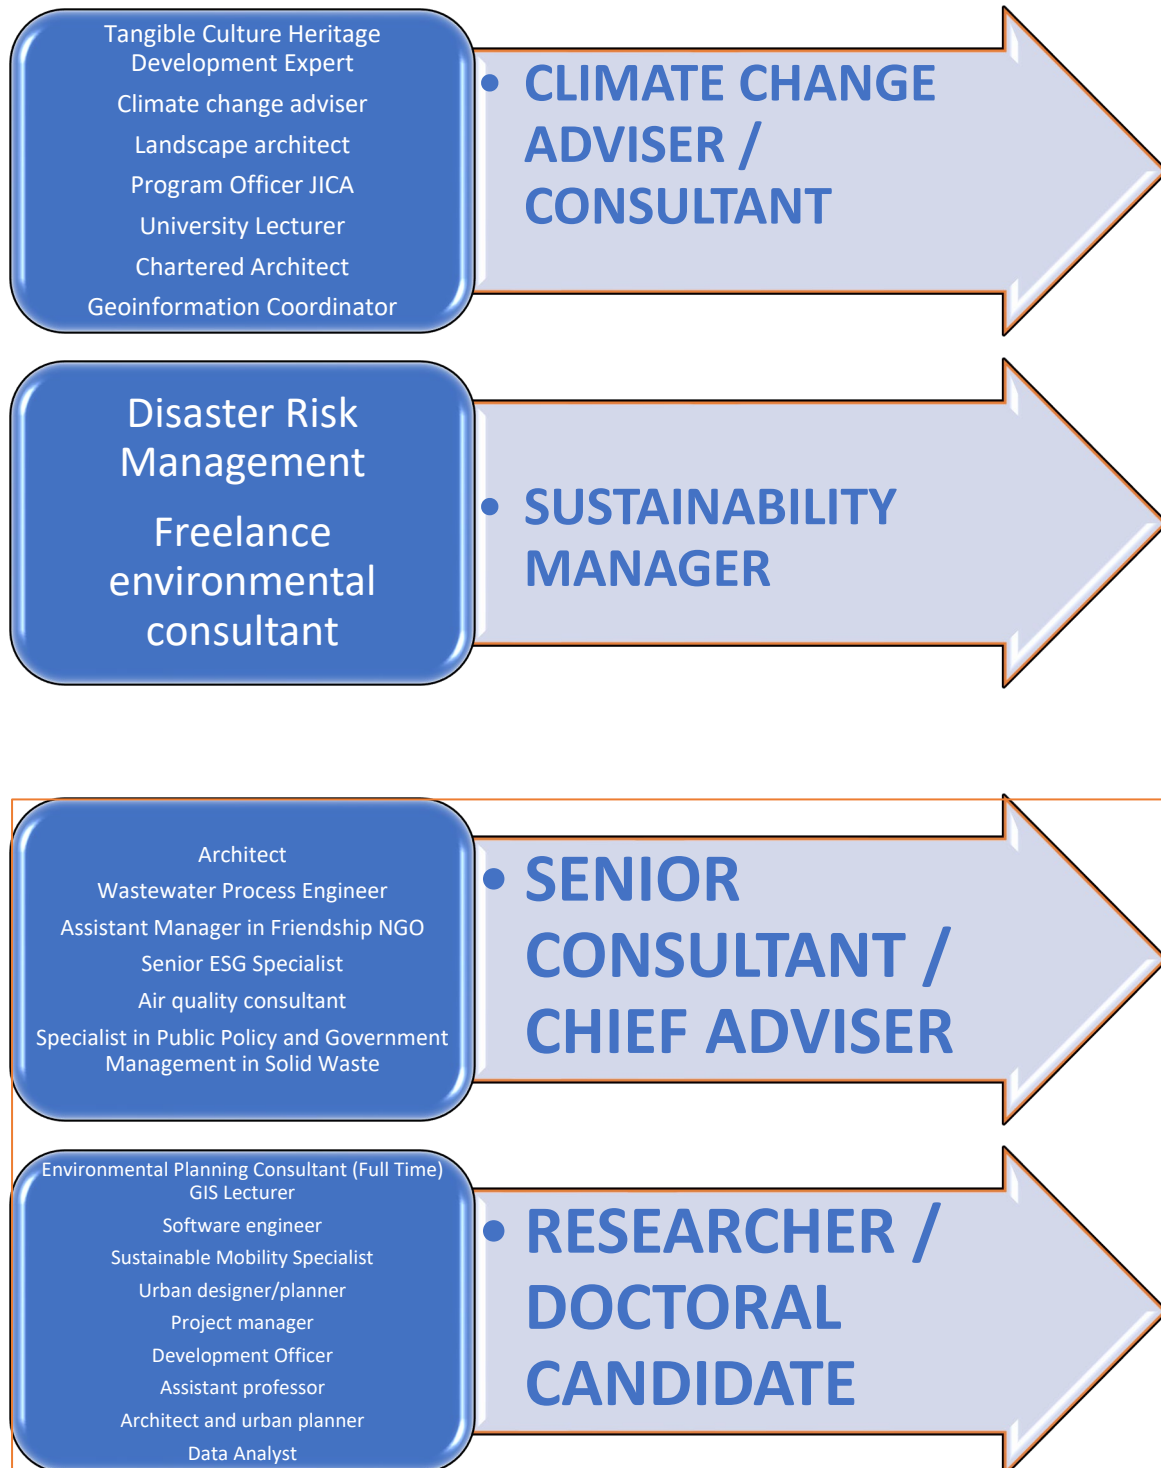 Tangible Culture Heritage
Development Expert
Climate change adviser
Landscape architect
Program Officer JICA
University Lecturer
Chartered Architect
Geoinformation Coordinator
• CLIMATE CHANGE
ADVISER /
CONSULTANT
Disaster Risk
Management
Freelance
environmental
consultant
• SUSTAINABILITY
MANAGER
Architect
Wastewater Process Engineer
Assistant Manager in Friendship NGO
Senior ESG Specialist
Air quality consultant
Specialist in Public Policy and Government
Management in Solid Waste
• SENIOR
CONSULTANT /
CHIEF ADVISER
Environmental Planning Consultant (Full Time)
GIS Lecturer
Software engineer
Sustainable Mobility Specialist
Urban designer/planner
Project manager
Development Officer
Assistant professor
Architect and urban planner
Data Analyst
• RESEARCHER /
DOCTORAL
CANDIDATE